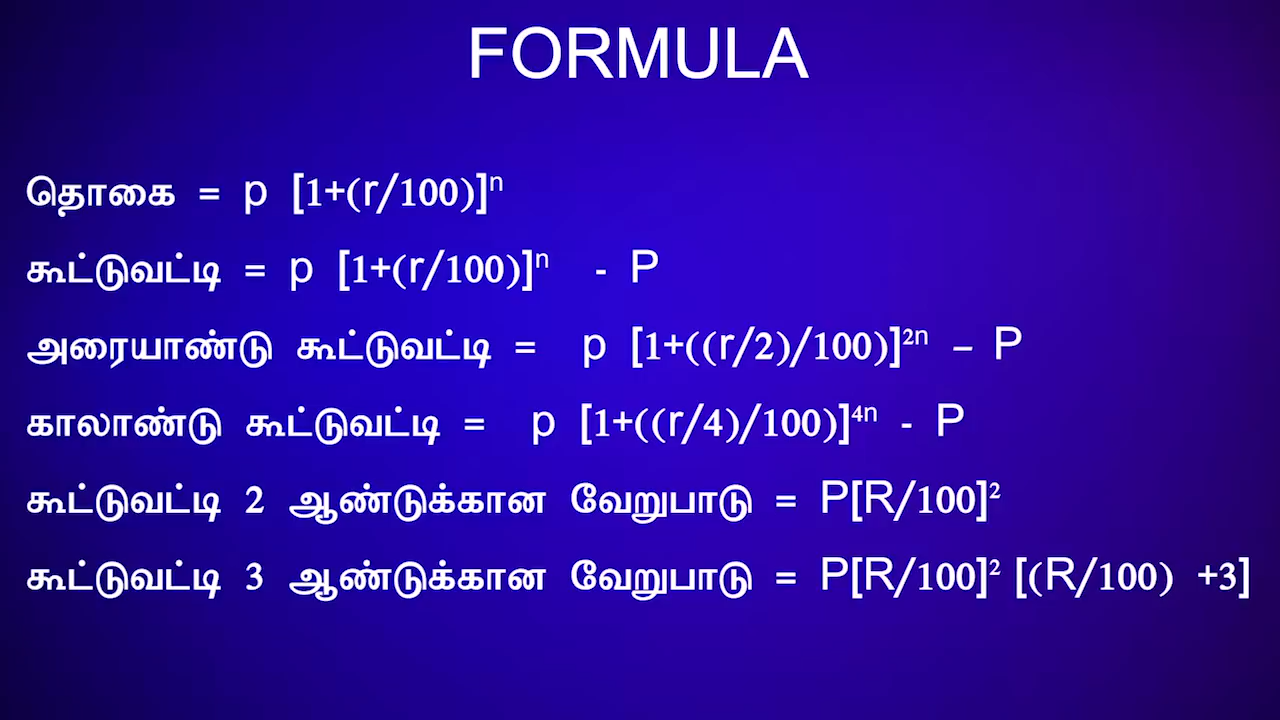 FORMULA
தொகை = p [1+(r/100)]ⁿ
கூட்டுவட்டி = p [1+(r/100)]ⁿ - P
அரையாண்டு கூட்டுவட்டி = p [1+((r/2)/100)]²ⁿ – P
காலாண்டு கூட்டுவட்டி = p [1+((r/4)/100)]⁴ⁿ - P
கூட்டுவட்டி 2 ஆண்டுக்கான வேறுபாடு = P[R/100]²
கூட்டுவட்டி 3 ஆண்டுக்கான வேறுபாடு = P[R/100]² [(R/100) +3]